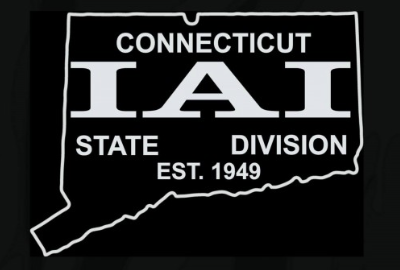 CONNECTICUT
IAI
STATE DIVISION
EST. 1949